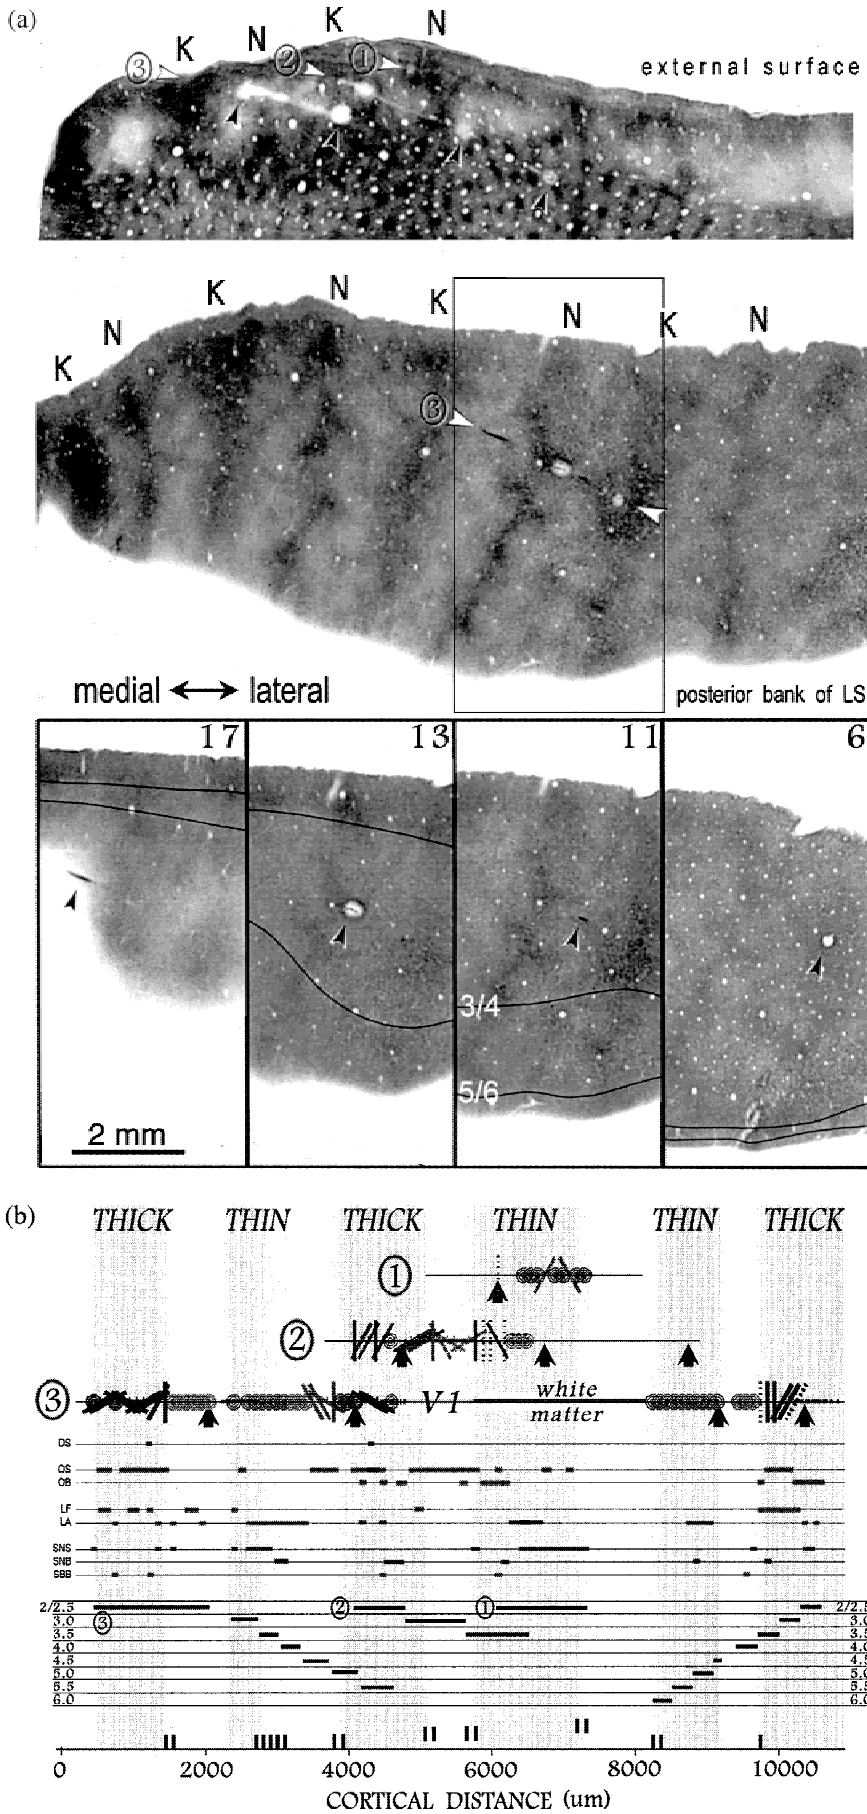 (a)
K N K N
③ ② ①
external surface
K N K N K N K N
③
medial ↔ lateral
posterior bank of LS
17 13 11 6
3/4
5/6
2 mm
(b)
THICK THIN THICK THIN THIN THICK
①
②
③ V1 white matter
DS
OS
OB
LF
LA
SNS
SNB
SBB
2/2.5 ③ ② ① 2/2.5
3.0 3.0
3.5 3.5
4.0 4.0
4.5 4.5
5.0 5.0
5.5 5.5
6.0 6.0
0 2000 4000 6000 8000 10000
CORTICAL DISTANCE (um)